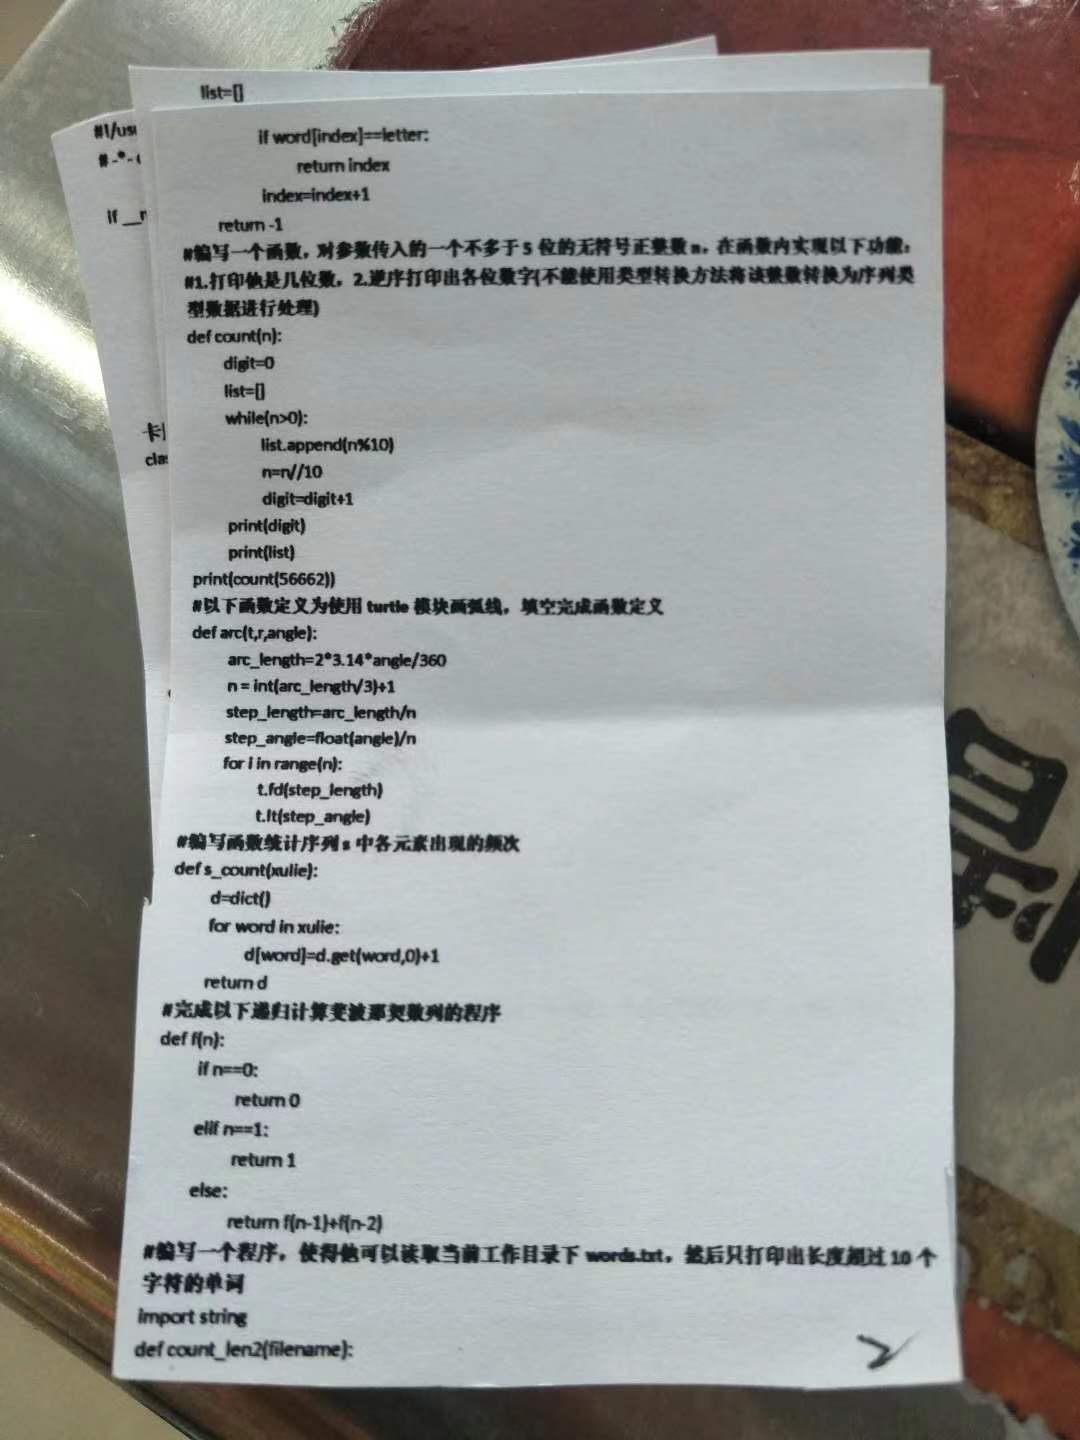 list=[]
#!/us
# -*-
if __
卡
clas
if word[index]==letter:
return index
index=index+1
return -1
#编写一个函数，对参数传入的一个不多于 5 位的无符号正整数 n，在函数内实现以下功能：
#1.打印他是几位数，2.逆序打印出各位数字(不能使用类型转换方法将该整数转换为序列类
型数据进行处理)
def count(n):
digit=0
list=[]
while(n>0):
list.append(n%10)
n=n//10
digit=digit+1
print(digit)
print(list)
print(count(56662))
#以下函数定义为使用 turtle 模块画弧线，填空完成函数定义
def arc(t,r,angle):
arc_length=2*3.14*angle/360
n = int(arc_length/3)+1
step_length=arc_length/n
step_angle=float(angle)/n
for i in range(n):
t.fd(step_length)
t.lt(step_angle)
#编写函数统计序列 s 中各元素出现的频次
def s_count(xulie):
d=dict()
for word in xulie:
d[word]=d.get(word,0)+1
return d
#完成以下递归计算斐波那契数列的程序
def f(n):
if n==0:
return 0
elif n==1:
return 1
else:
return f(n-1)+f(n-2)
#编写一个程序，使得他可以读取当前工作目录下 words.txt，然后只打印出长度超过 10 个
字符的单词
import string
def count_len2(filename):
2